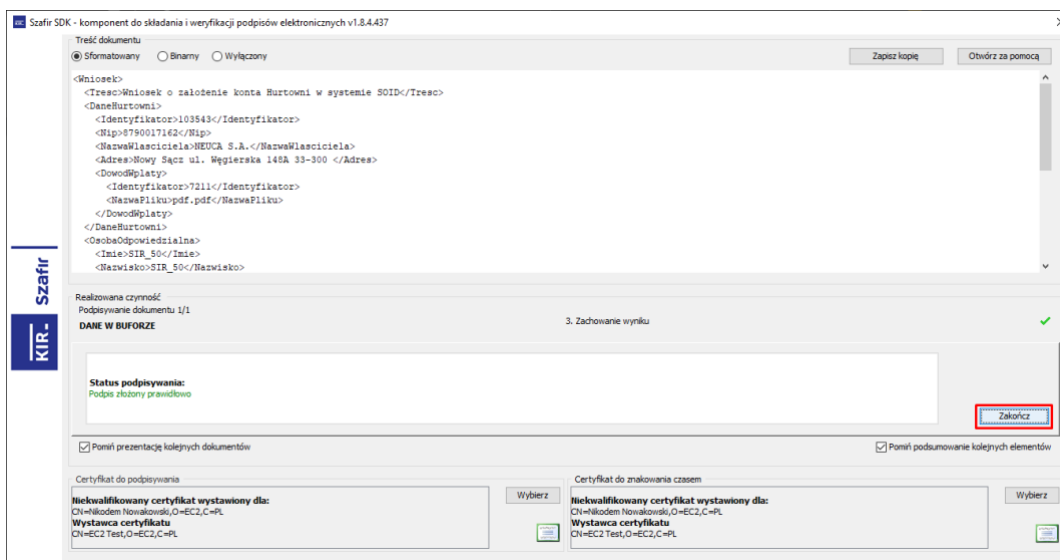 KIR Szafir SDK - komponent do składania i weryfikacji podpisów elektronicznych v1.8.4.437
Treść dokumentu
Sformatowany Binarny Wyłączony Zapisz kopię Otwórz za pomocą
<Wniosek>
<Tresc>Wniosek o założenie konta Hurtowni w systemie SOID</Tresc>
<DaneHurtowni>
<Identyfikator>103543</Identyfikator>
<Nip>8790017162</Nip>
<NazwaWlasciciela>NEUCA S.A.</NazwaWlasciciela>
<Adres>Nowy Sącz ul. Węgierska 148A 33-300 </Adres>
<DowodWplaty>
<Identyfikator>7211</Identyfikator>
<NazwaPliku>pdf.pdf</NazwaPliku>
</DowodWplaty>
</DaneHurtowni>
<OsobaOdpowiedzialna>
<Imie>SIR_50</Imie>
<Nazwisko>SIR_50</Nazwisko>
KIR Szafir
Realizowana czynność
Podpisywanie dokumentu 1/1
DANE W BUFORZE
3. Zachowanie wyniku
Status podpisywania:
Podpis złożony prawidłowo
Zakończ
Pomiń prezentację kolejnych dokumentów Pomiń podsumowanie kolejnych elementów
Certyfikat do podpisywania
Niekwalifikowany certyfikat wystawiony dla:
CN=Nikodem Nowakowski,O=EC2,C=PL
Wystawca certyfikatu
CN=EC2 Test,O=EC2,C=PL
Wybierz
Certyfikat do znakowania czasem
Niekwalifikowany certyfikat wystawiony dla:
CN=Nikodem Nowakowski,O=EC2,C=PL
Wystawca certyfikatu
CN=EC2 Test,O=EC2,C=PL
Wybierz